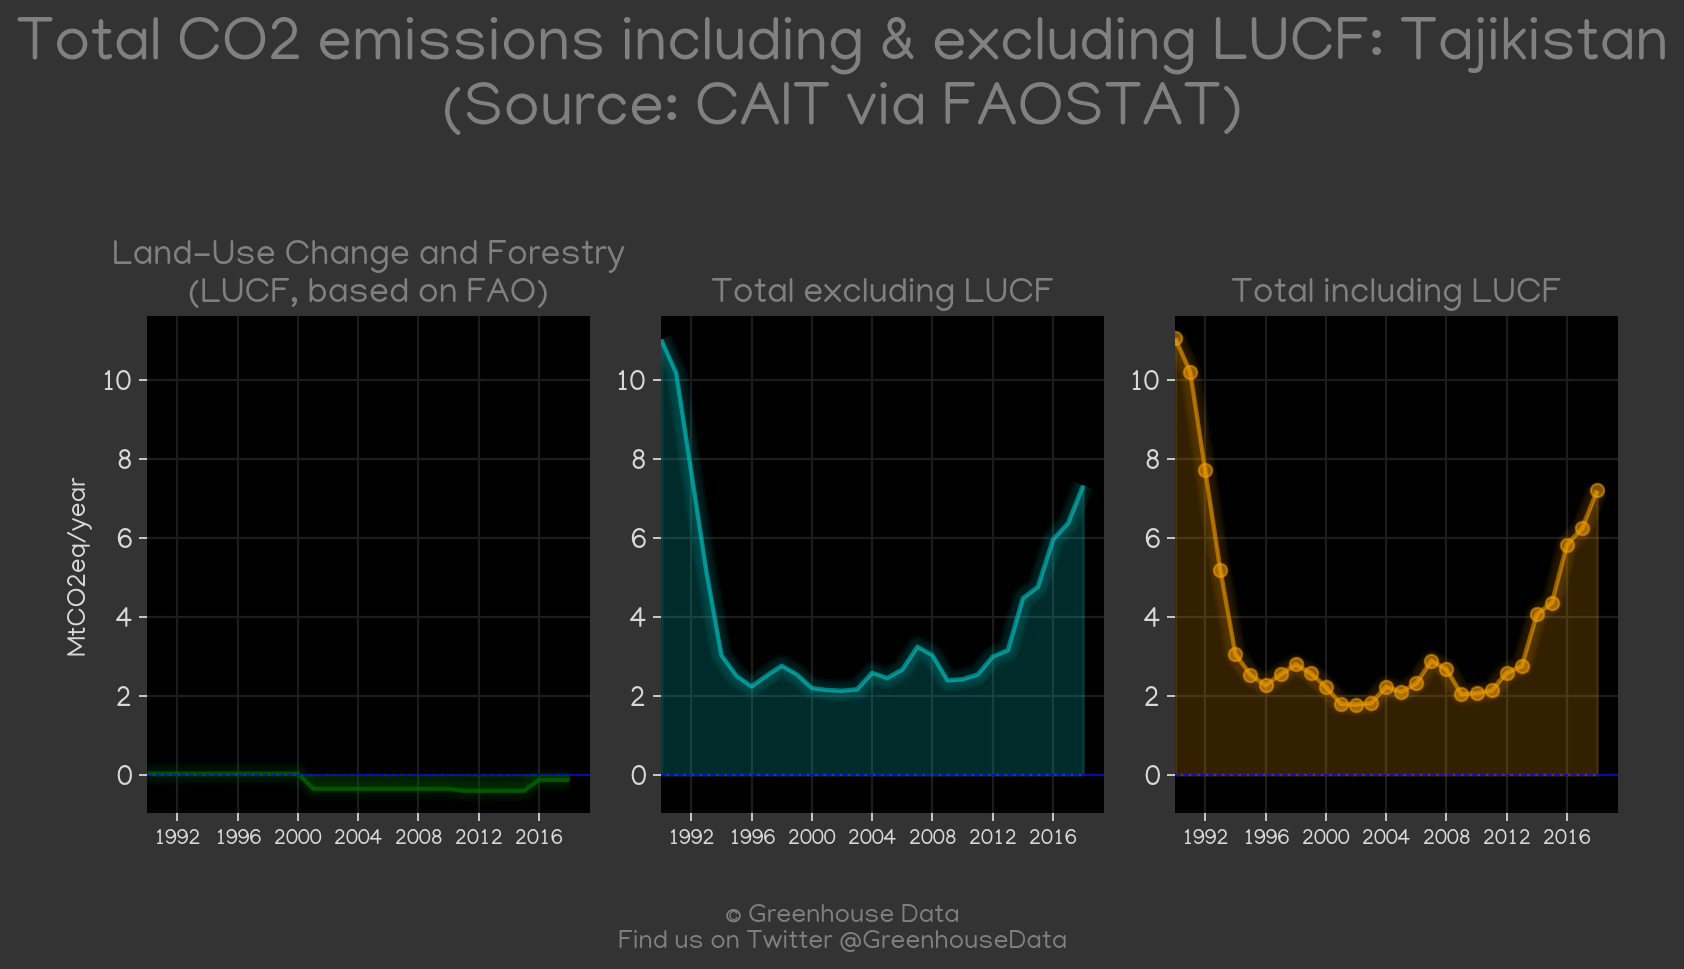 Total CO2 emissions including & excluding LUCF: Tajikistan
(Source: CAIT via FAOSTAT)
Land-Use Change and Forestry
(LUCF, based on FAO)
Total excluding LUCF
Total including LUCF
MtCO2eq/year
10
8
6
4
2
0
1992 1996 2000 2004 2008 2012 2016
10
8
6
4
2
0
1992 1996 2000 2004 2008 2012 2016
10
8
6
4
2
0
1992 1996 2000 2004 2008 2012 2016
© Greenhouse Data
Find us on Twitter @GreenhouseData